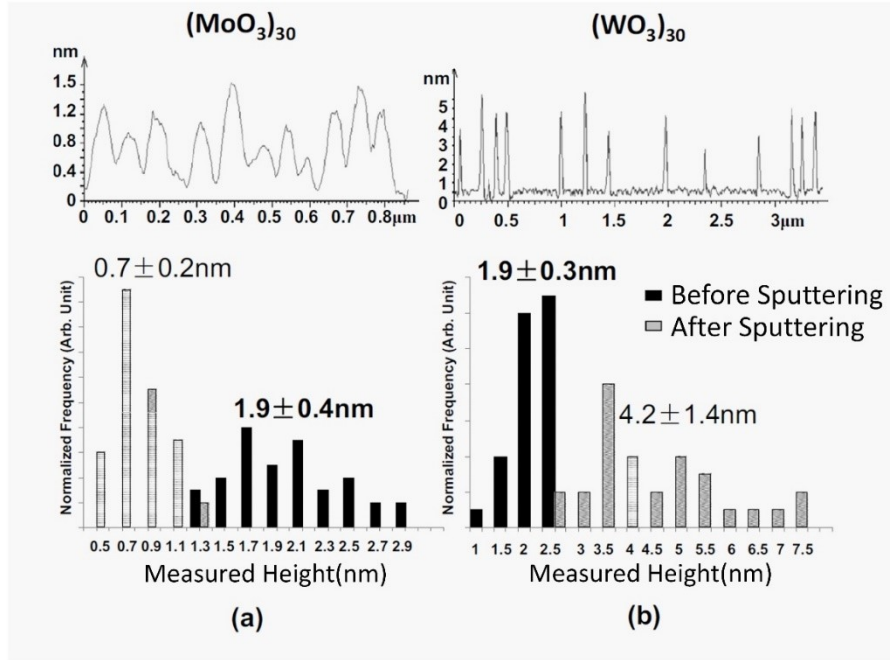 (MoO₃)₃₀
nm
1.5
1.2
0.8
0.4
0
0 0.1 0.2 0.3 0.4 0.5 0.6 0.7 0.8μm
(WO₃)₃₀
nm
5
4
3
2
1
0
0 0.5 1 1.5 2 2.5 3μm
0.7±0.2nm
1.9±0.4nm
Normalized Frequency (Arb. Unit)
0.5 0.7 0.9 1.1 1.3 1.5 1.7 1.9 2.1 2.3 2.5 2.7 2.9
Measured Height(nm)
(a)
1.9±0.3nm
Before Sputtering
After Sputtering
4.2±1.4nm
Normalized Frequency (Arb. Unit)
1 1.5 2 2.5 3 3.5 4 4.5 5 5.5 6 6.5 7 7.5
Measured Height(nm)
(b)